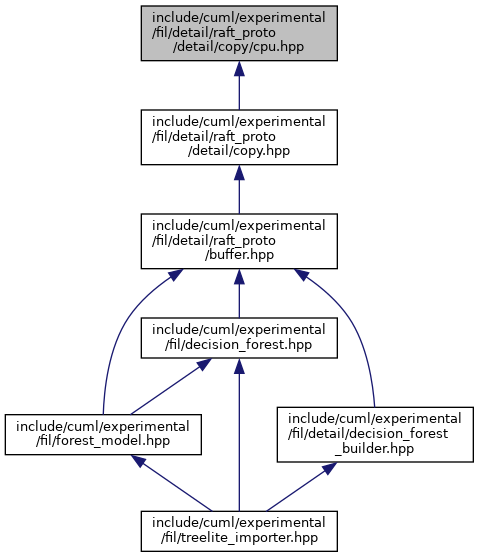 include/cuml/experimental
/fil/detail/raft_proto
/detail/copy/cpu.hpp
include/cuml/experimental
/fil/detail/raft_proto
/detail/copy.hpp
include/cuml/experimental
/fil/detail/raft_proto
/buffer.hpp
include/cuml/experimental
/fil/decision_forest.hpp
include/cuml/experimental
/fil/forest_model.hpp
include/cuml/experimental
/fil/detail/decision_forest
_builder.hpp
include/cuml/experimental
/fil/treelite_importer.hpp